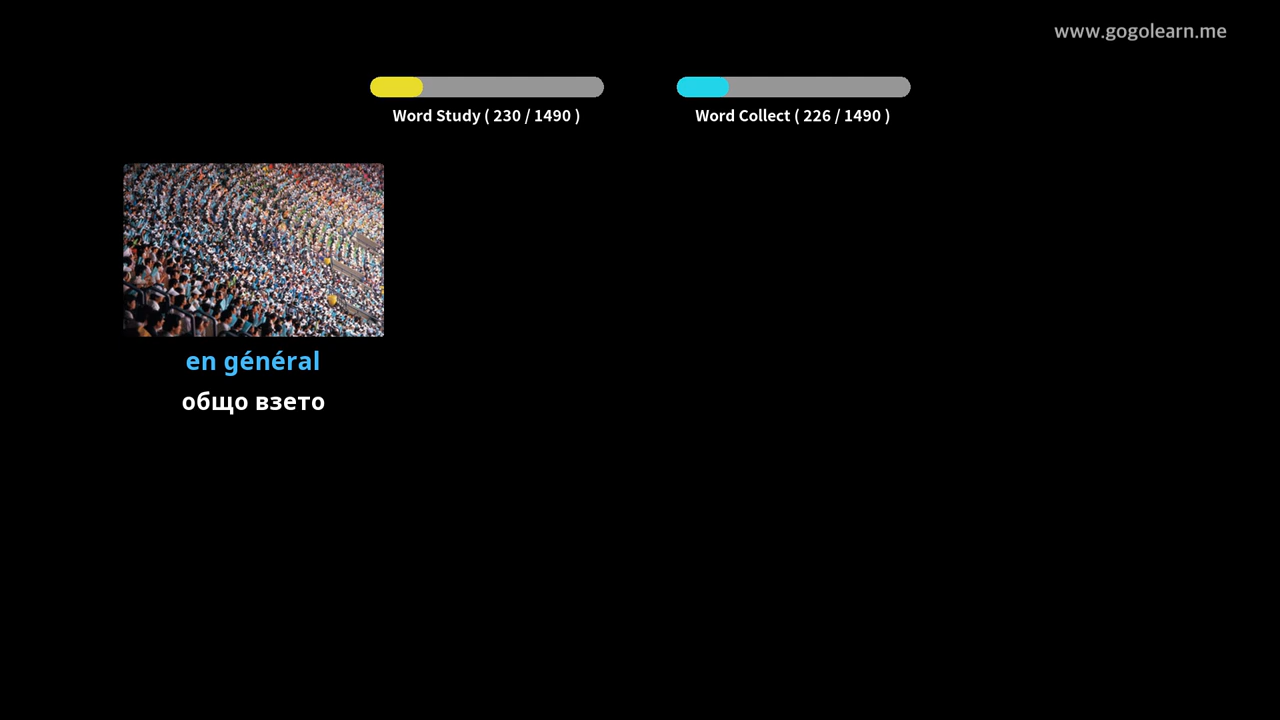 www.gogolearn.me
Word Study ( 230 / 1490 )
Word Collect ( 226 / 1490 )
en général
общо взето